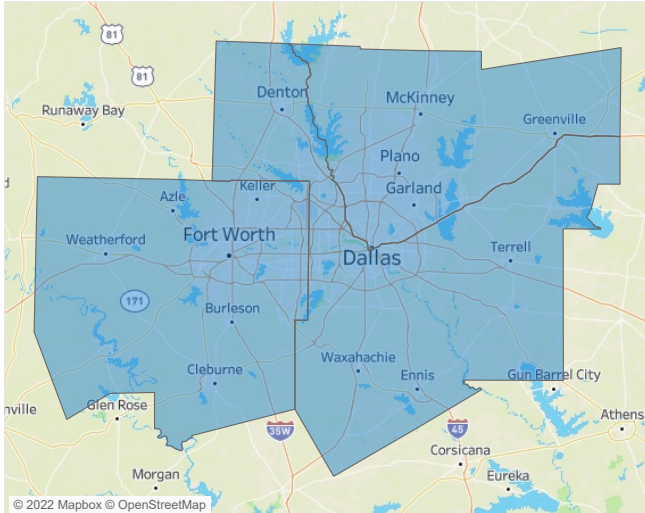 81
81
Runaway Bay
Denton
McKinney
Greenville
Plano
Garland
Keller
Azle
Fort Worth
Weatherford
Dallas
Terrell
171
Burleson
Waxahachie
Cleburne
Ennis
Gun Barrel City
nville
Glen Rose
Athens
35W
45
Corsicana
Morgan
Eureka
© 2022 Mapbox © OpenStreetMap